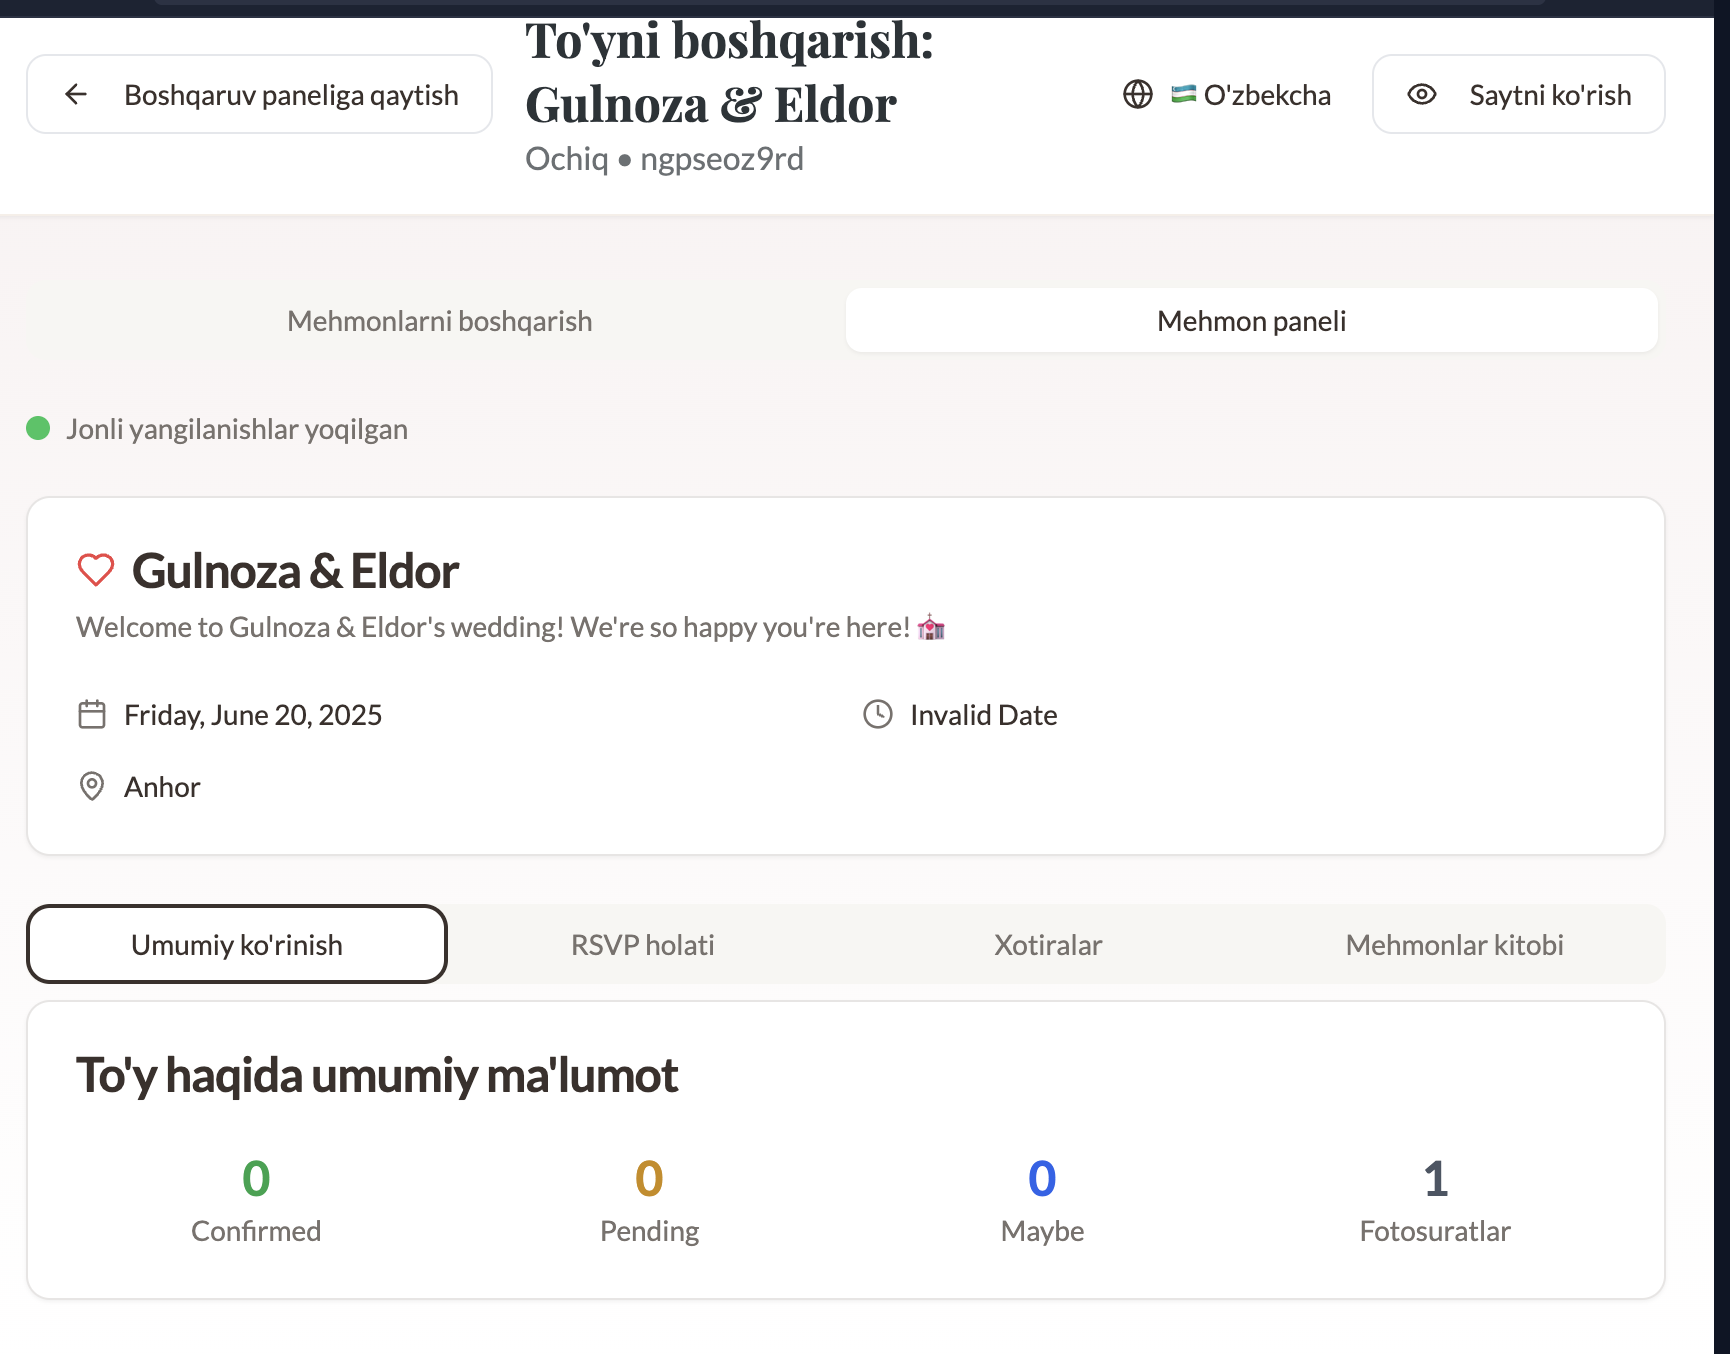 Boshqaruv paneliga qaytish
To'yni boshqarish:
Gulnoza & Eldor
Ochiq • ngpseoz9rd
O'zbekcha
Saytni ko'rish
Mehmonlarni boshqarish
Mehmon paneli
Jonli yangilanishlar yoqilgan
Gulnoza & Eldor
Welcome to Gulnoza & Eldor's wedding! We're so happy you're here! 💒
Friday, June 20, 2025
Invalid Date
Anhor
Umumiy ko'rinish
RSVP holati
Xotiralar
Mehmonlar kitobi
To'y haqida umumiy ma'lumot
0
Confirmed
0
Pending
0
Maybe
1
Fotosuratlar